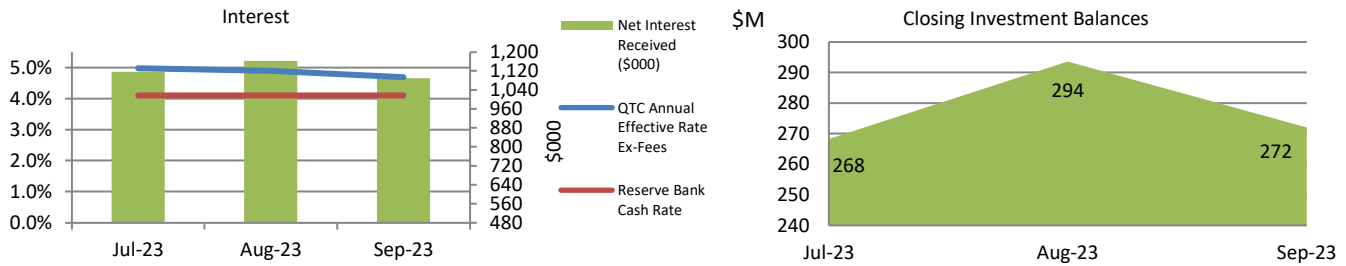 Interest
5.0%
4.0%
3.0%
2.0%
1.0%
0.0%
1,200
1,120
1,040
960
880
800
720
640
560
480
$000
Jul-23 Aug-23 Sep-23
Net Interest
Received
($000)
QTC Annual
Effective Rate
Ex-Fees
Reserve Bank
Cash Rate
$M Closing Investment Balances
300
290
280
270
260
250
240
268
294
272
Jul-23 Aug-23 Sep-23